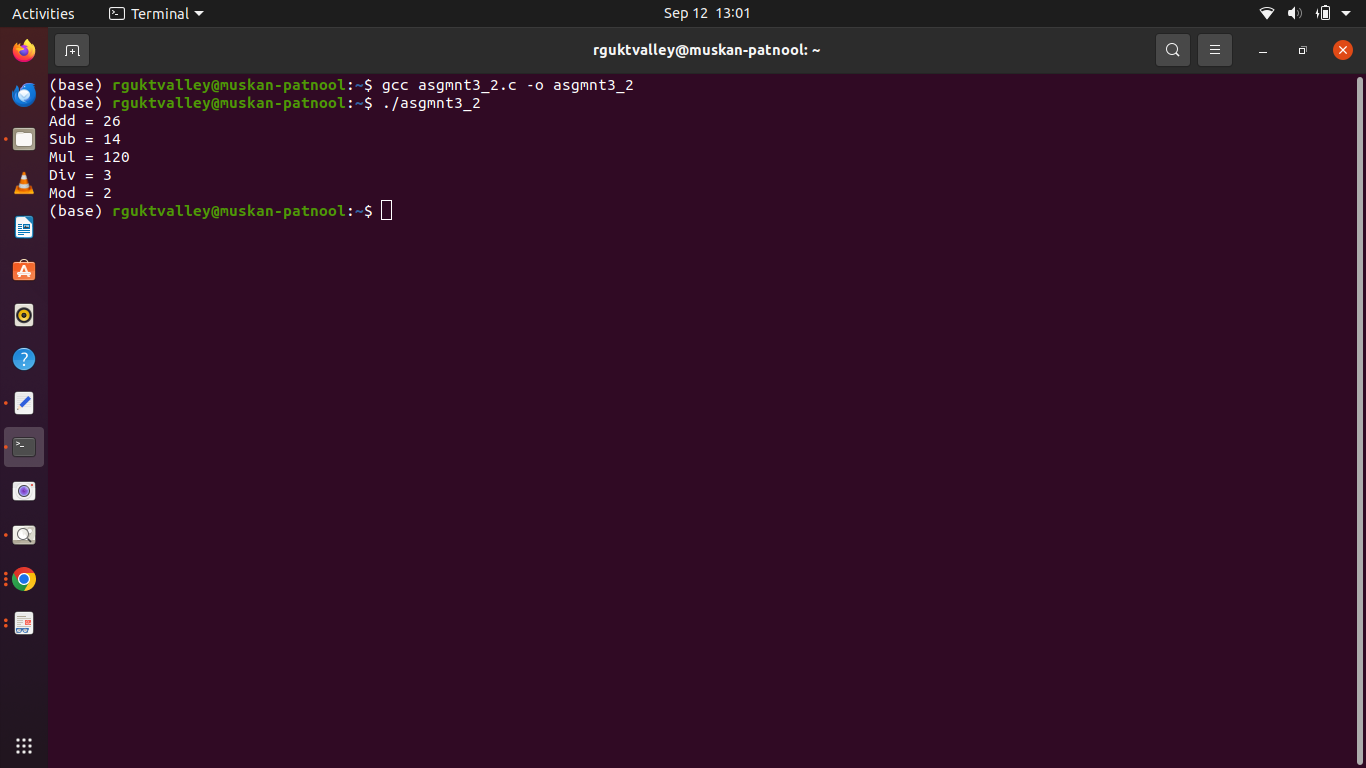 Activities
Terminal
Sep 12 13:01
rguktvalley@muskan-patnool: ~
(base) rguktvalley@muskan-patnool:~$ gcc asgmnt3_2.c -o asgmnt3_2
(base) rguktvalley@muskan-patnool:~$ ./asgmnt3_2
Add = 26
Sub = 14
Mul = 120
Div = 3
Mod = 2
(base) rguktvalley@muskan-patnool:~$